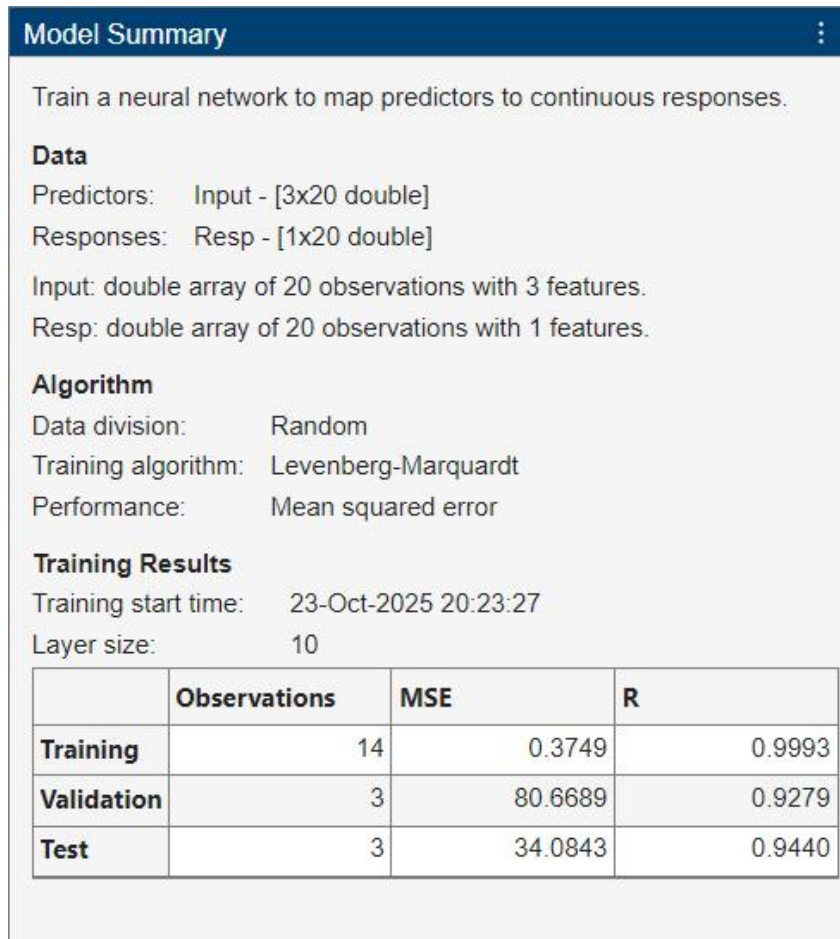 Model Summary
Train a neural network to map predictors to continuous responses.
Data
Predictors: Input - [3x20 double]
Responses: Resp - [1x20 double]
Input: double array of 20 observations with 3 features.
Resp: double array of 20 observations with 1 features.
Algorithm
Data division: Random
Training algorithm: Levenberg-Marquardt
Performance: Mean squared error
Training Results
Training start time: 23-Oct-2025 20:23:27
Layer size: 10
Observations MSE R
Training 14 0.3749 0.9993
Validation 3 80.6689 0.9279
Test 3 34.0843 0.9440